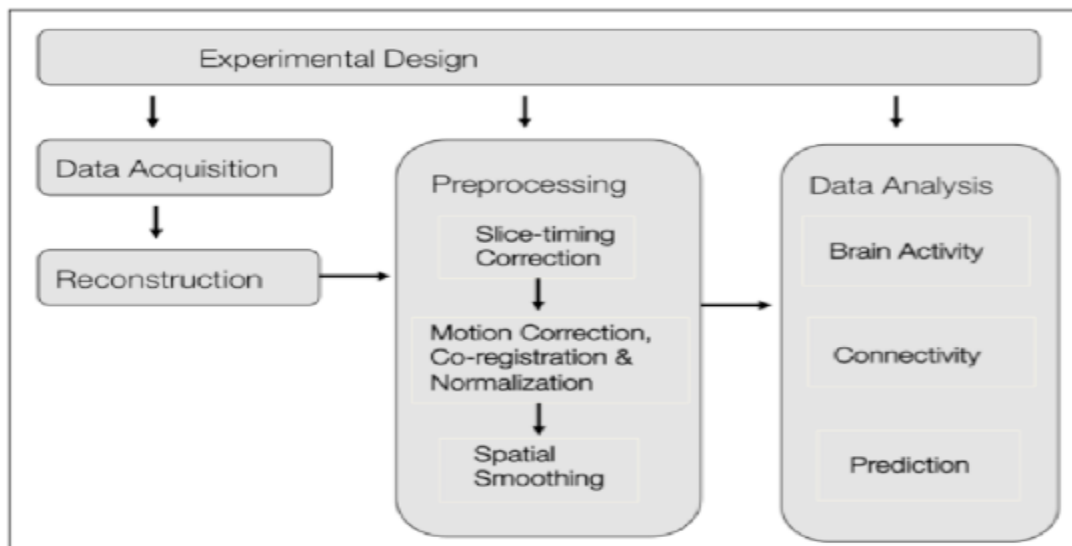 Experimental Design
Data Acquisition
Reconstruction
Preprocessing
Slice-timing
Correction
Motion Correction,
Co-registration &
Normalization
Spatial
Smoothing
Data Analysis
Brain Activity
Connectivity
Prediction